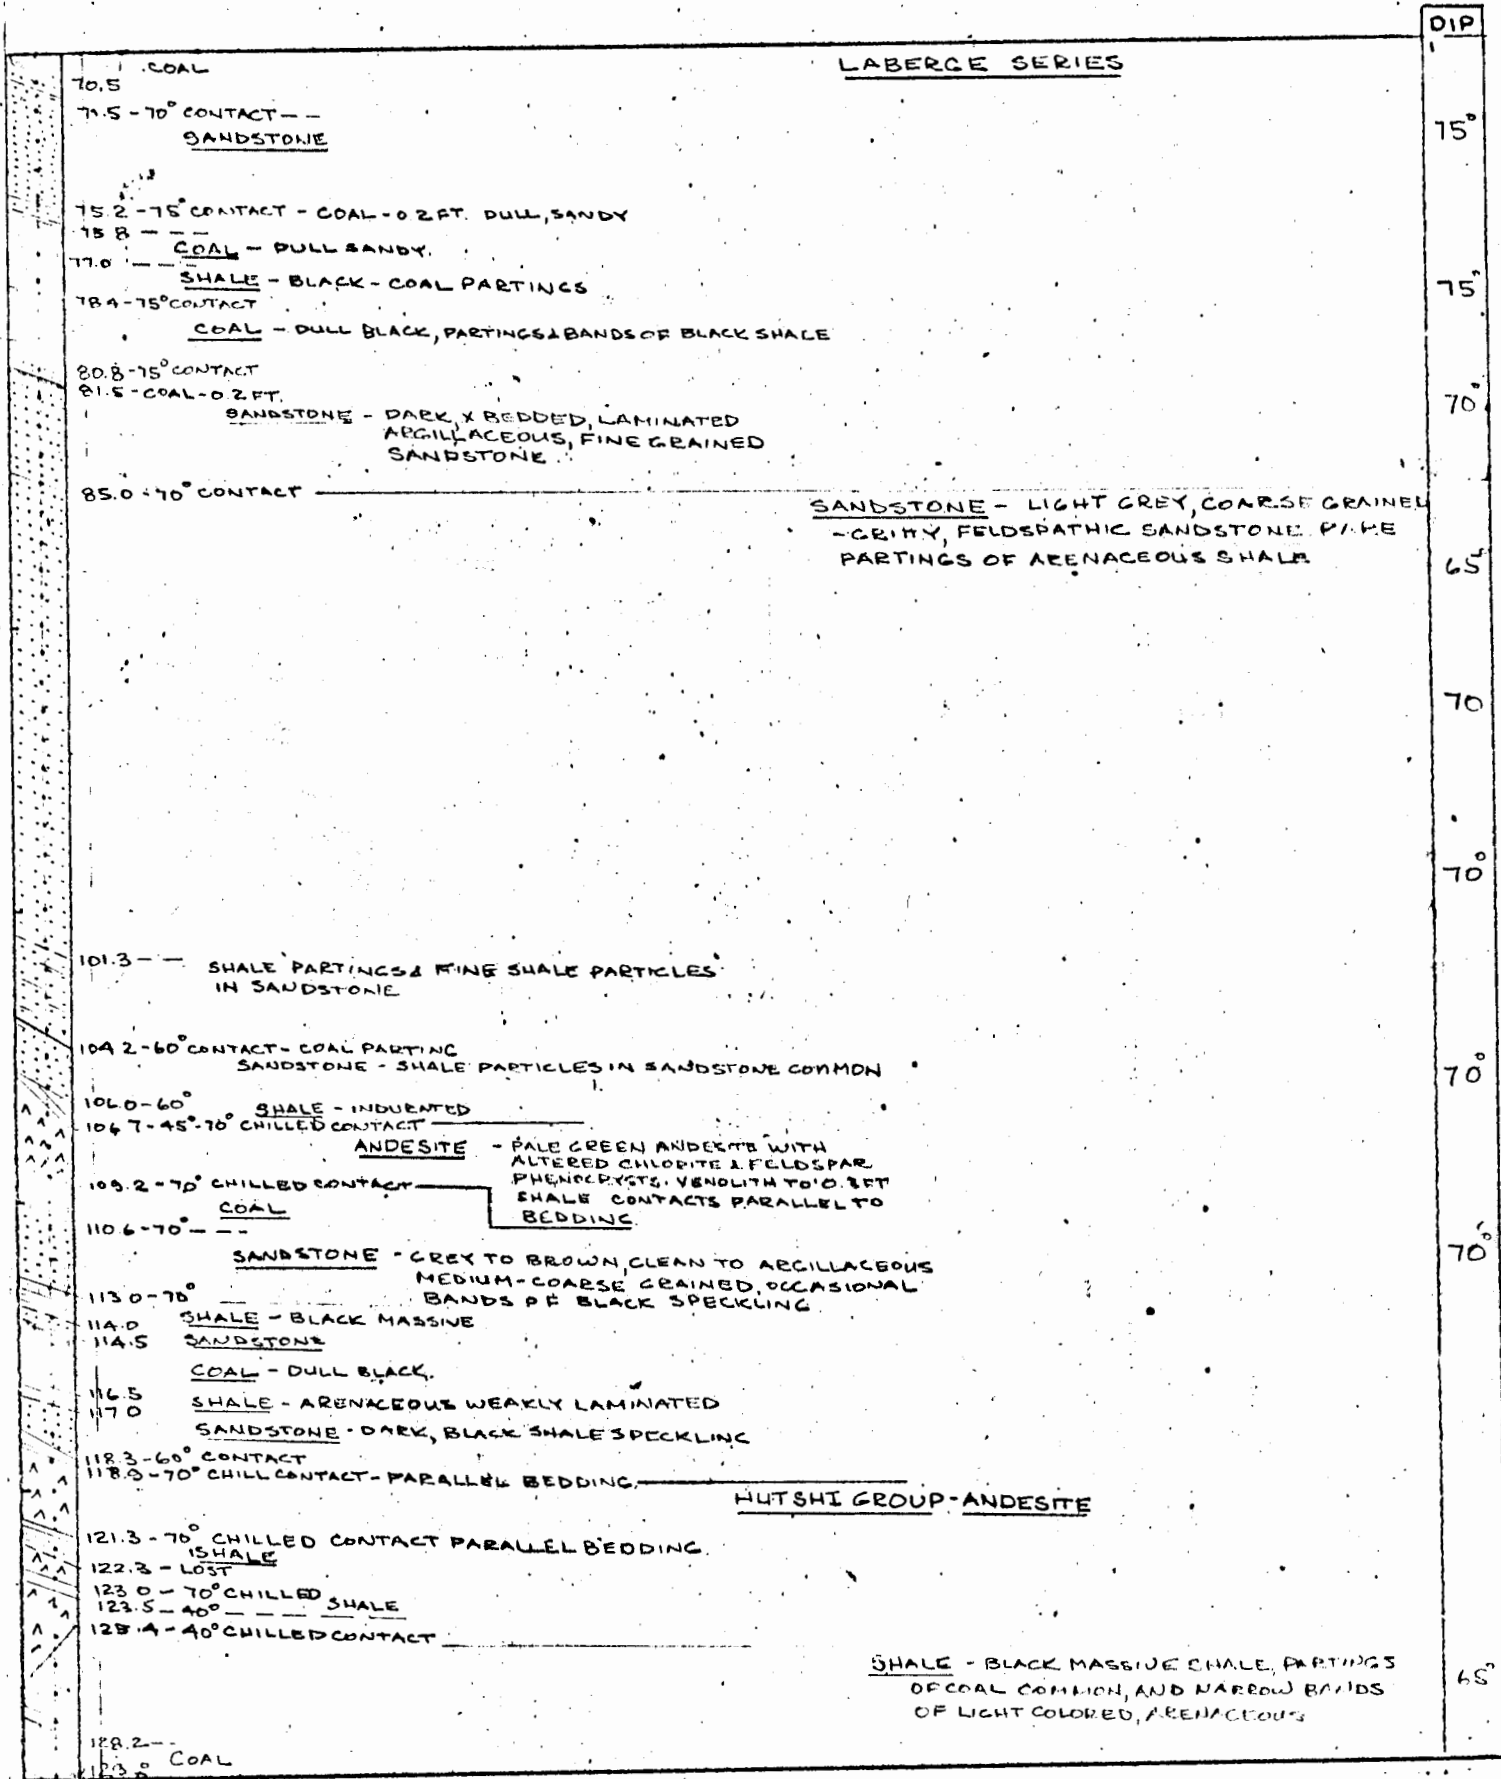 DIP
LABERGE SERIES
COAL
70.5
71.5 - 70° CONTACT - -
SANDSTONE
75°
75.2 - 75° CONTACT - COAL - 0.2 FT. DULL, SANDY
75.8 - - -
COAL - DULL SANDY.
77.0 - - -
SHALE - BLACK - COAL PARTINGS
75°
78.4 - 75° CONTACT
COAL - DULL BLACK, PARTINGS & BANDS OF BLACK SHALE
80.8 - 75° CONTACT
81.5 - COAL - 0.2 FT.
70°
SANDSTONE - DARK, X BEDDED, LAMINATED
ARGILLACEOUS, FINE GRAINED
SANDSTONE.
85.0 - 70° CONTACT
SANDSTONE - LIGHT GREY, COARSE GRAINED
- GRITTY, FELDSPATHIC SANDSTONE. RARE
PARTINGS OF ARENACEOUS SHALE
65°
70
70°
101.3 - -
SHALE PARTINGS & FINE SHALE PARTICLES
IN SANDSTONE
104.2 - 60° CONTACT - COAL PARTING
SANDSTONE - SHALE PARTICLES IN SANDSTONE COMMON
70°
106.0 - 60°
SHALE - INDURATED
106.7 - 45° - 70° CHILLED CONTACT
ANDESITE - PALE GREEN ANDESITE WITH
ALTERED CHLORITE & FELDSPAR
PHENOCRYSTS. XENOLITH TO FT
109.2 - 70° CHILLED CONTACT
SHALE CONTACTS PARALLEL TO
BEDDING.
COAL
110.6 - 70° - - -
70°
SANDSTONE - GREY TO BROWN, CLEAN TO ARGILLACEOUS
MEDIUM - COARSE GRAINED, OCCASIONAL
BANDS OF BLACK SPECKLING.
113.0 - 70°
SHALE - BLACK MASSIVE
114.0
114.5 SANDSTONE
COAL - DULL BLACK.
116.5
SHALE - ARENACEOUS WEAKLY LAMINATED
117.0
SANDSTONE - DARK, BLACK SHALE SPECKLING
118.3 - 60° CONTACT
118.9 - 70° CHILL CONTACT - PARALLEL BEDDING.
HUTSHI GROUP - ANDESITE
121.3 - 70° CHILLED CONTACT PARALLEL BEDDING.
SHALE
122.3 - LOST
123.0 - 70° CHILLED
SHALE
123.5 - 40° - - -
- 40° CHILLED CONTACT
SHALE - BLACK MASSIVE SHALE, PARTINGS
OF COAL COMMON, AND NARROW BANDS
OF LIGHT COLORED, ARENACEOUS
65°
128.2 - -
COAL